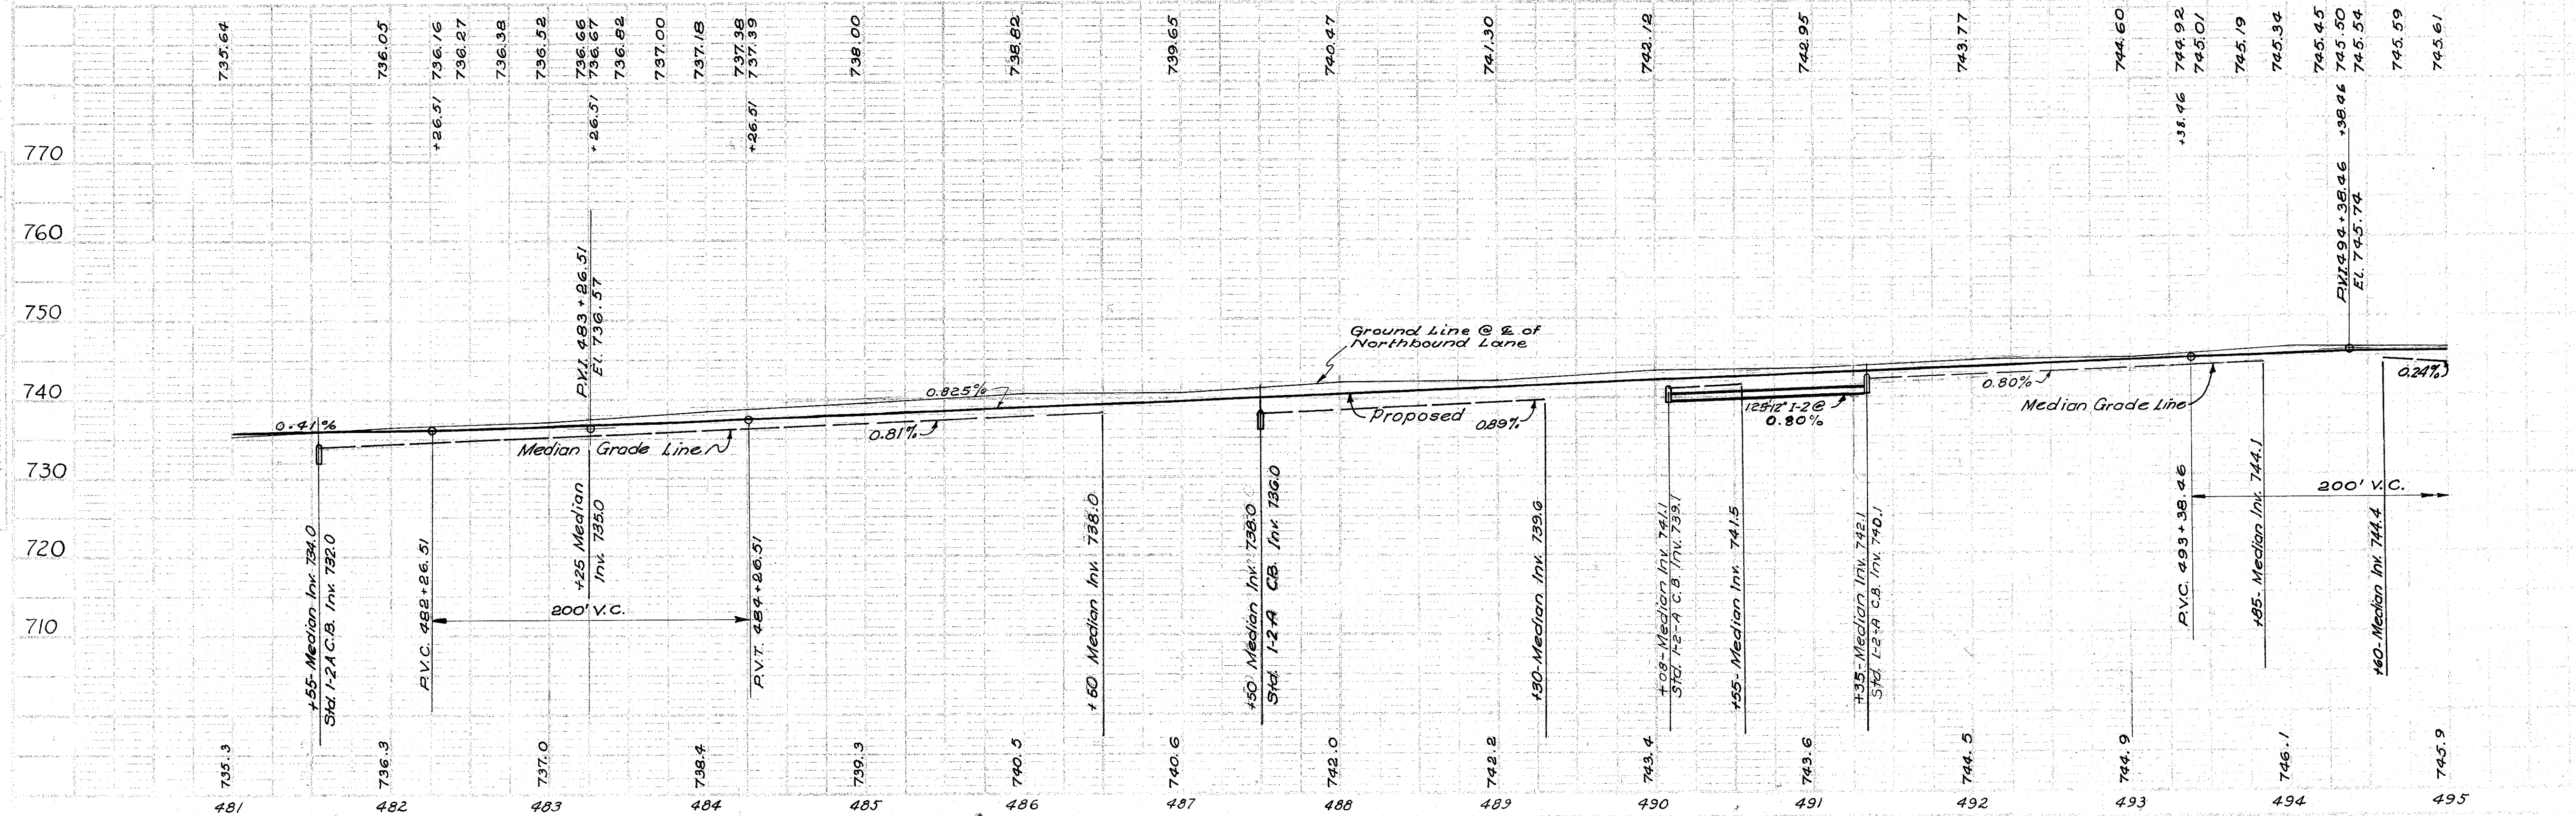 735.64
736.05
736.16
736.27
736.38
736.52
736.66
736.67
736.82
737.00
737.18
737.38
737.39
738.00
738.82
739.65
740.47
741.30
742.12
742.95
743.77
744.60
744.92
745.01
745.19
745.34
745.45
745.50
745.54
745.59
745.61
+26.51
+26.51
+26.51
+38.46
+38.46
770
760
750
740
730
720
710
P.V.I. 483+26.51
El. 736.57
P.V.I. 494+38.46
El. 745.74
Ground Line @ ℄ of
Northbound Lane
0.41%
0.825%
Median Grade Line
0.81%
Proposed
0.89%
125'12" I-2 @
0.80%
0.80%
Median Grade Line
0.24%
+55-Median Inv. 734.0
Std. I-2A C.B. Inv. 732.0
P.V.C. 482+26.51
+25 Median
Inv. 735.0
200' V.C.
P.V.T. 484+26.51
+50 Median Inv. 738.0
+50 Median Inv. 738.0
Std. I-2-A C.B. Inv. 736.0
+30-Median Inv. 739.6
+08-Median Inv. 741.1
Std. I-2-A C.B. Inv. 739.1
+55-Median Inv. 741.5
+35-Median Inv. 742.1
Std. I-2-A C.B. Inv. 740.1
P.V.C. 493+38.46
+85-Median Inv. 744.1
200' V.C.
+60-Median Inv. 744.4
735.3
736.3
737.0
738.4
739.3
740.5
740.6
742.0
742.2
743.4
743.6
744.5
744.9
746.1
745.9
481
482
483
484
485
486
487
488
489
490
491
492
493
494
495